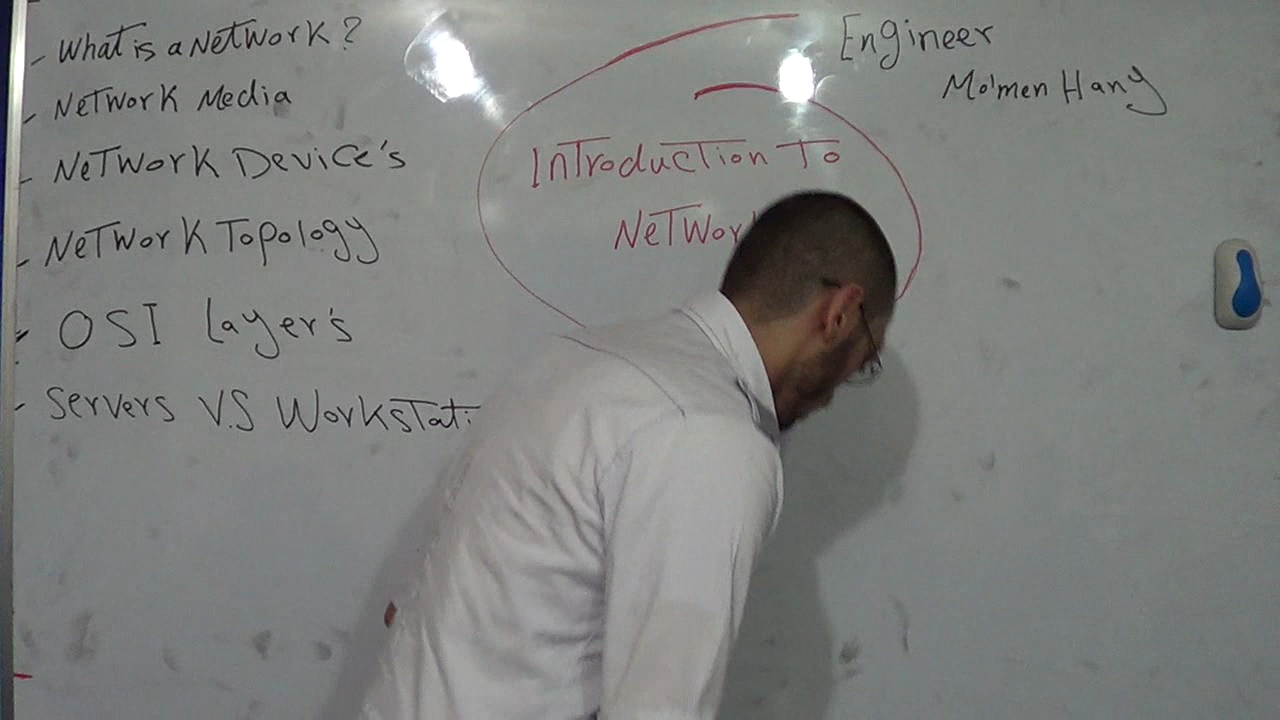 - What is a Network?
- Network Media
- Network Device's
- Network Topology
- OSI Layer's
- Servers V.S Workstati
Introduction To
Networ
Engineer
Mo'men Hany